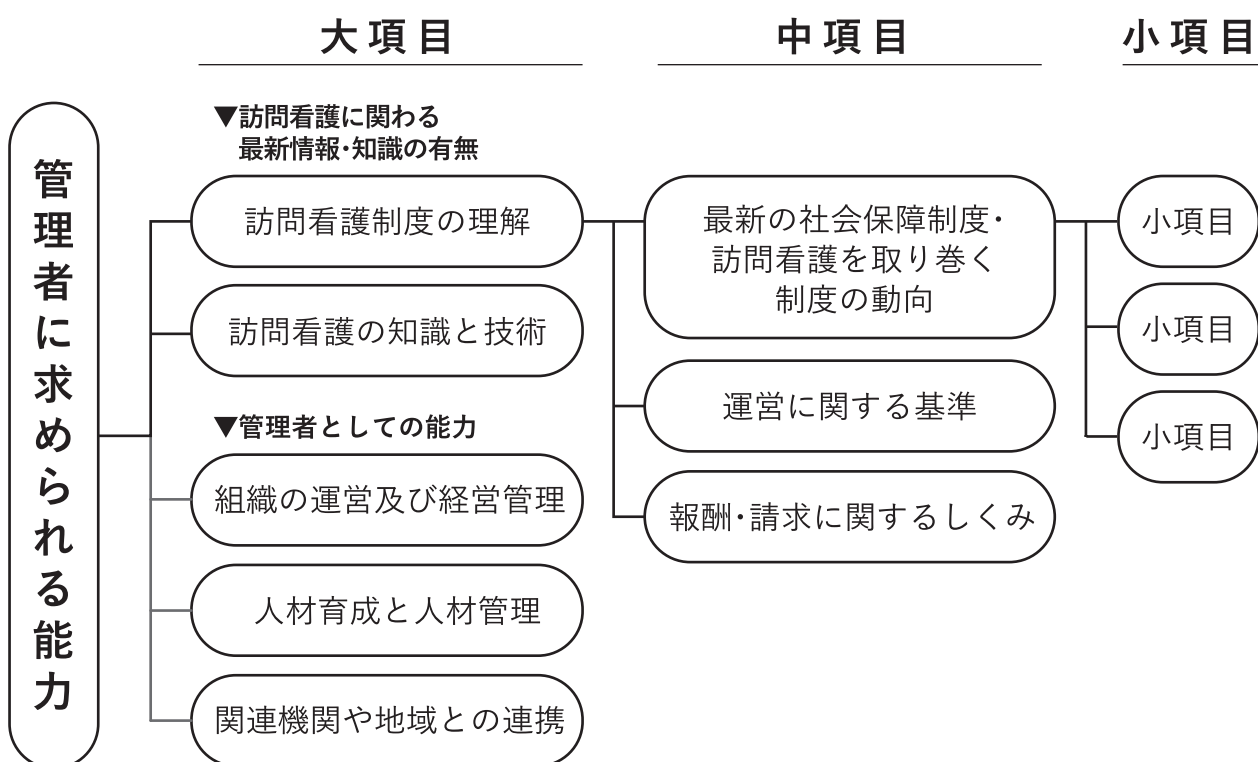 大項目
中項目
小項目
管理者に求められる能力
▼訪問看護に関わる
最新情報・知識の有無
訪問看護制度の理解
訪問看護の知識と技術
▼管理者としての能力
組織の運営及び経営管理
人材育成と人材管理
関連機関や地域との連携
最新の社会保障制度・
訪問看護を取り巻く
制度の動向
運営に関する基準
報酬・請求に関するしくみ
小項目
小項目
小項目